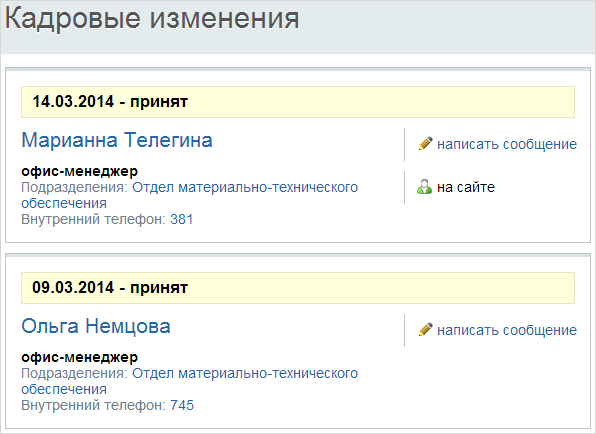 Кадровые изменения
14.03.2014 - принят
Марианна Телегина
написать сообщение
офис-менеджер
на сайте
Подразделения: Отдел материально-технического
обеспечения
Внутренний телефон: 381
09.03.2014 - принят
Ольга Немцова
написать сообщение
офис-менеджер
Подразделения: Отдел материально-технического
обеспечения
Внутренний телефон: 745